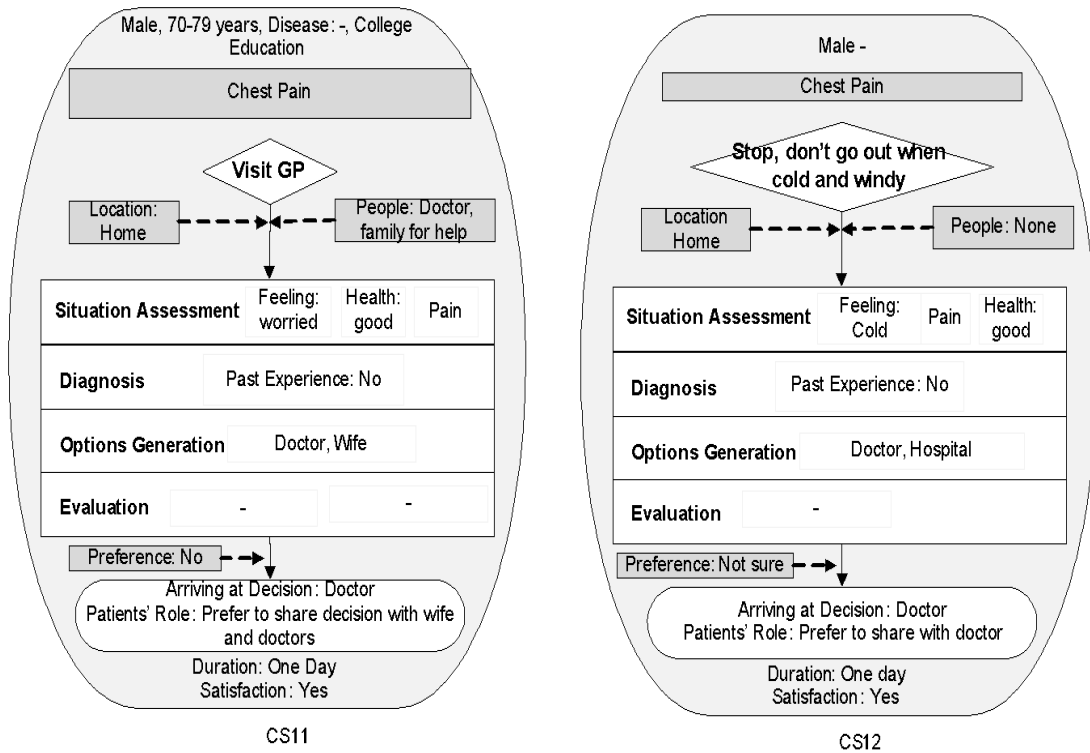 Male, 70-79 years, Disease: -, College
Education
Chest Pain
Visit GP
Location:
Home
People: Doctor,
family for help
Situation Assessment
Feeling:
worried
Health:
good
Pain
Diagnosis
Past Experience: No
Options Generation
Doctor, Wife
Evaluation
-
-
Preference: No
Arriving at Decision: Doctor
Patients' Role: Prefer to share decision with wife
and doctors
Duration: One Day
Satisfaction: Yes
CS11
Male -
Chest Pain
Stop, don't go out when
cold and windy
Location
Home
People: None
Situation Assessment
Feeling:
Cold
Pain
Health:
good
Diagnosis
Past Experience: No
Options Generation
Doctor, Hospital
Evaluation
-
Preference: Not sure
Arriving at Decision: Doctor
Patients' Role: Prefer to share with doctor
Duration: One day
Satisfaction: Yes
CS12